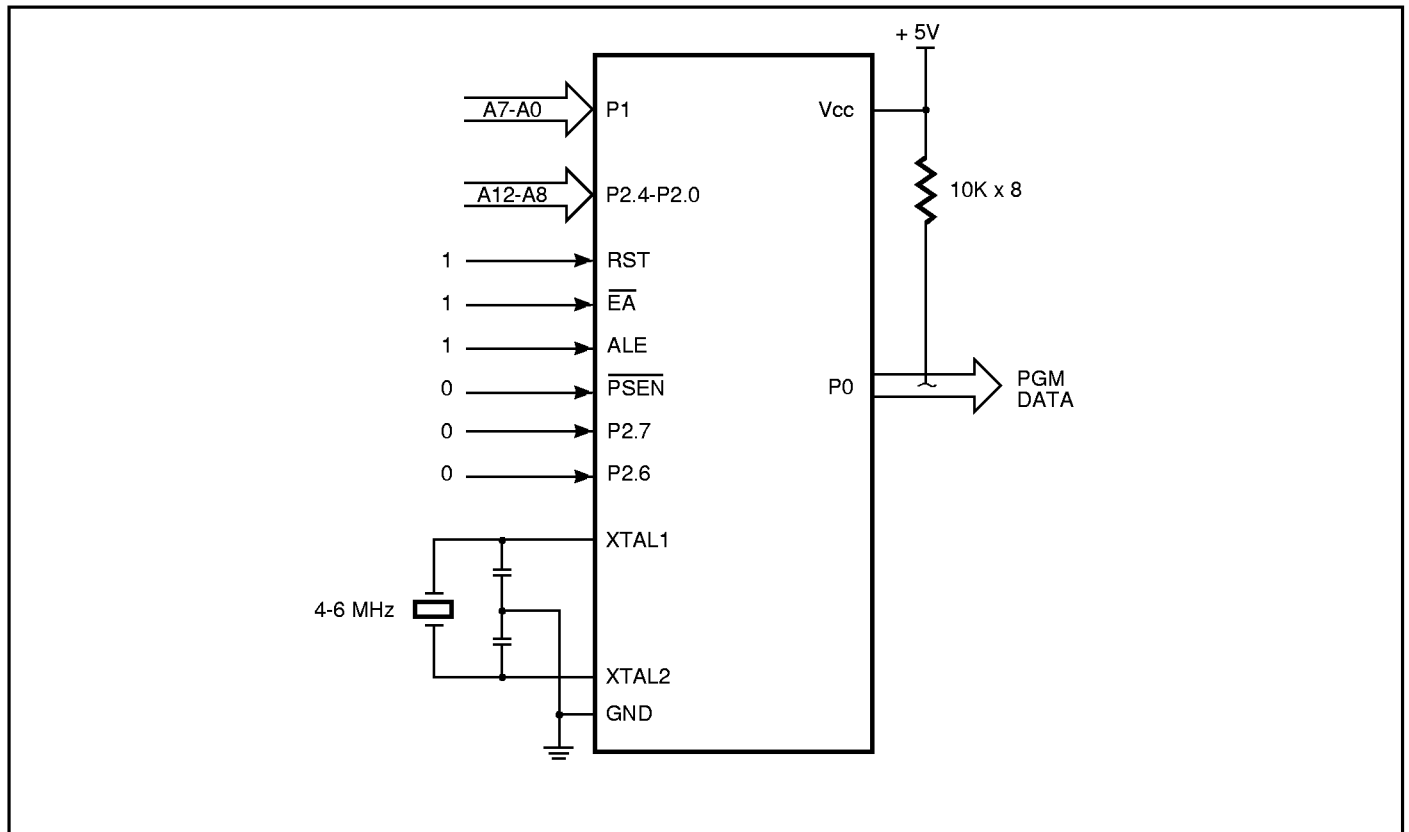 + 5V
A7-A0
P1
Vcc
A12-A8
P2.4-P2.0
10K x 8
1
RST
1
EA
1
ALE
0
PSEN
P0
PGM
DATA
0
P2.7
0
P2.6
XTAL1
4-6 MHz
XTAL2
GND